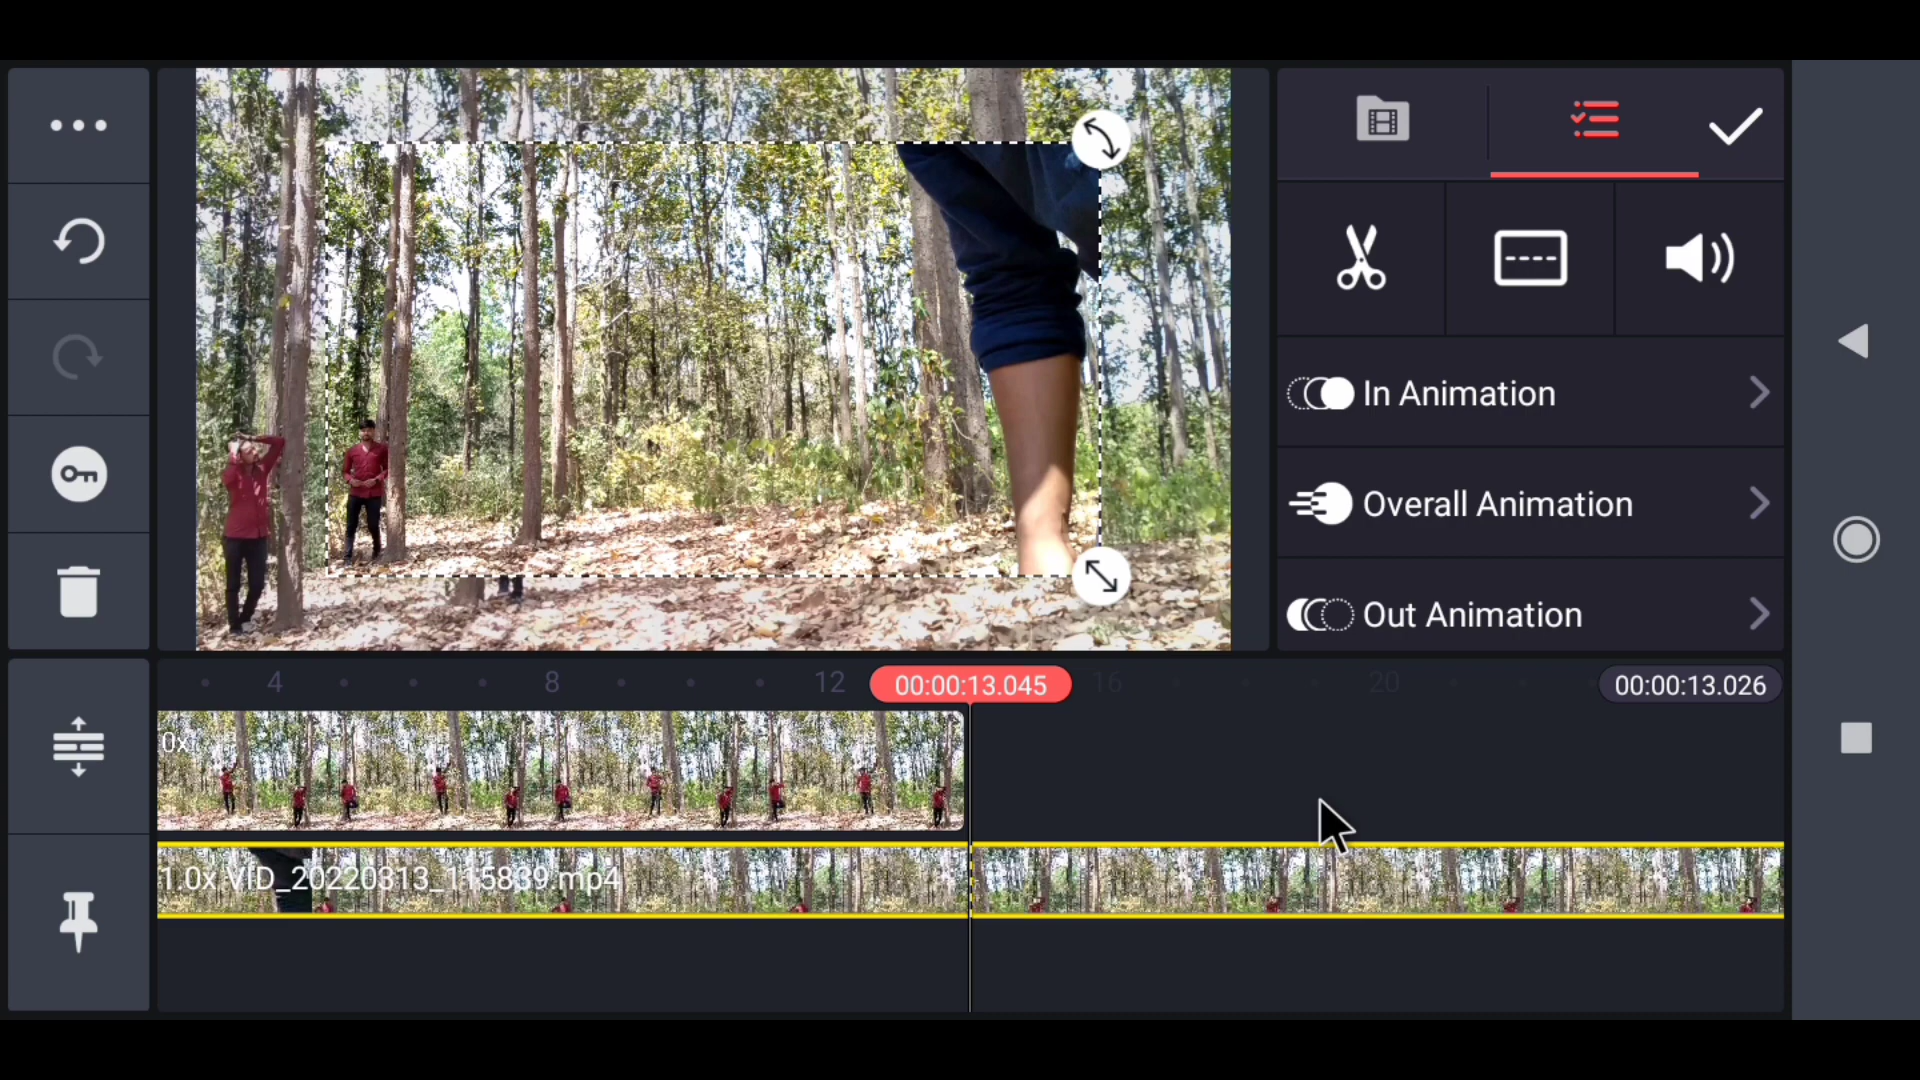 In Animation
Overall Animation
Out Animation
4
8
12
00:00:13.045
16
20
00:00:13.026
0x
1.0x VID_20220313_115839.mp4